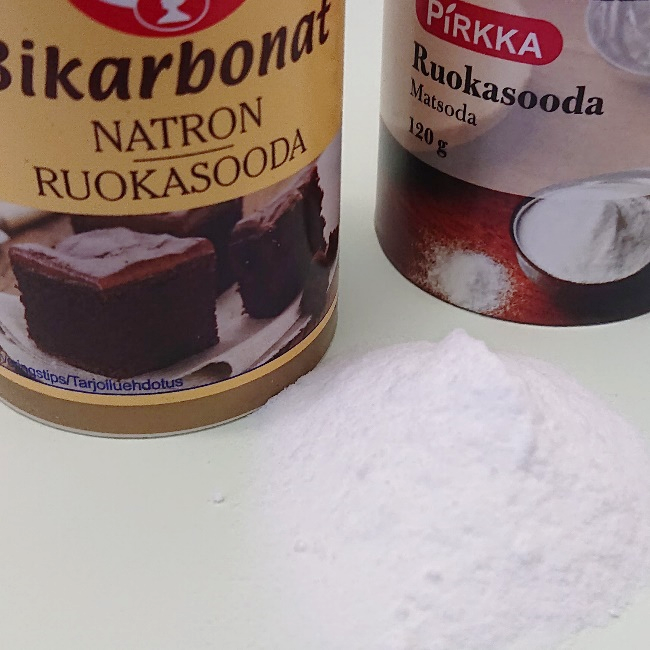 Bikarbonat
NATRON
RUOKASOODA
Tarjoiluehdotus
PIRKKA
Ruokasooda
Matsoda
120 g